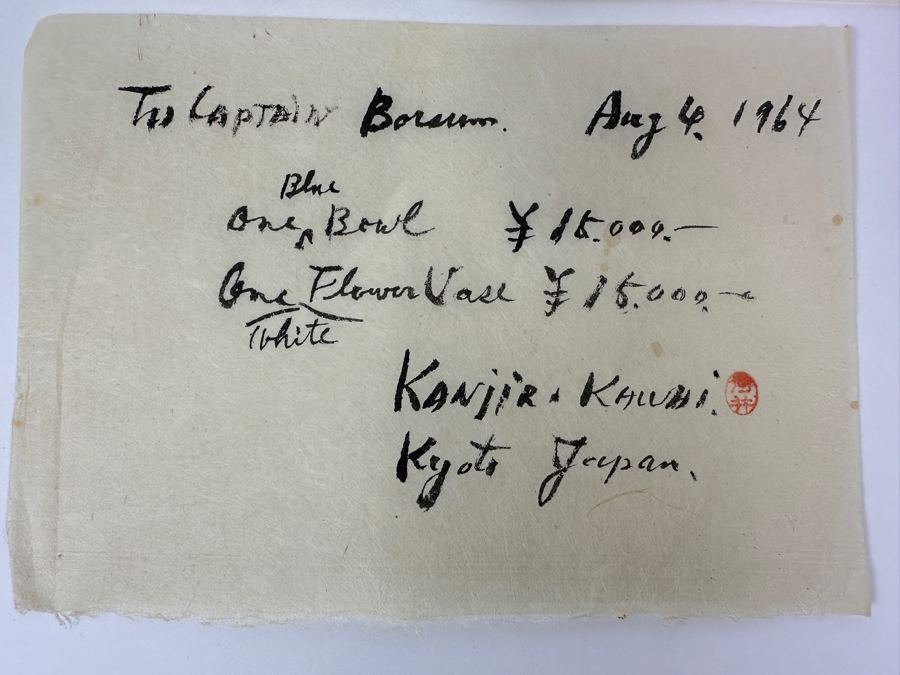 To CAPTAIN Borsum. Aug 4. 1964
Blue
One Bowl ¥ 15.000.—
One Flower Vase ¥ 15.000.—
White
KANJIRO KAWAI.
Kyoto Japan.